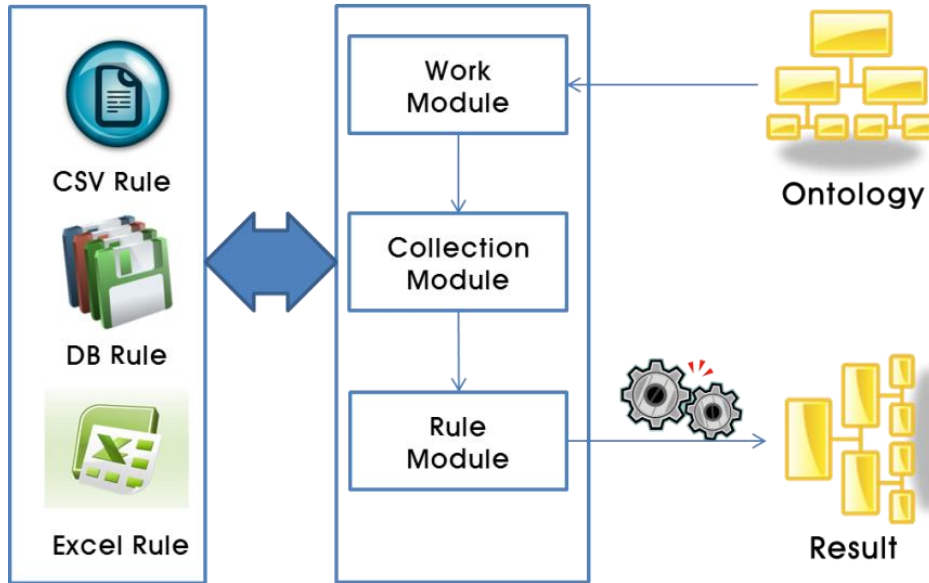 CSV Rule
DB Rule
Excel Rule
Work
Module
Collection
Module
Rule
Module
Ontology
Result